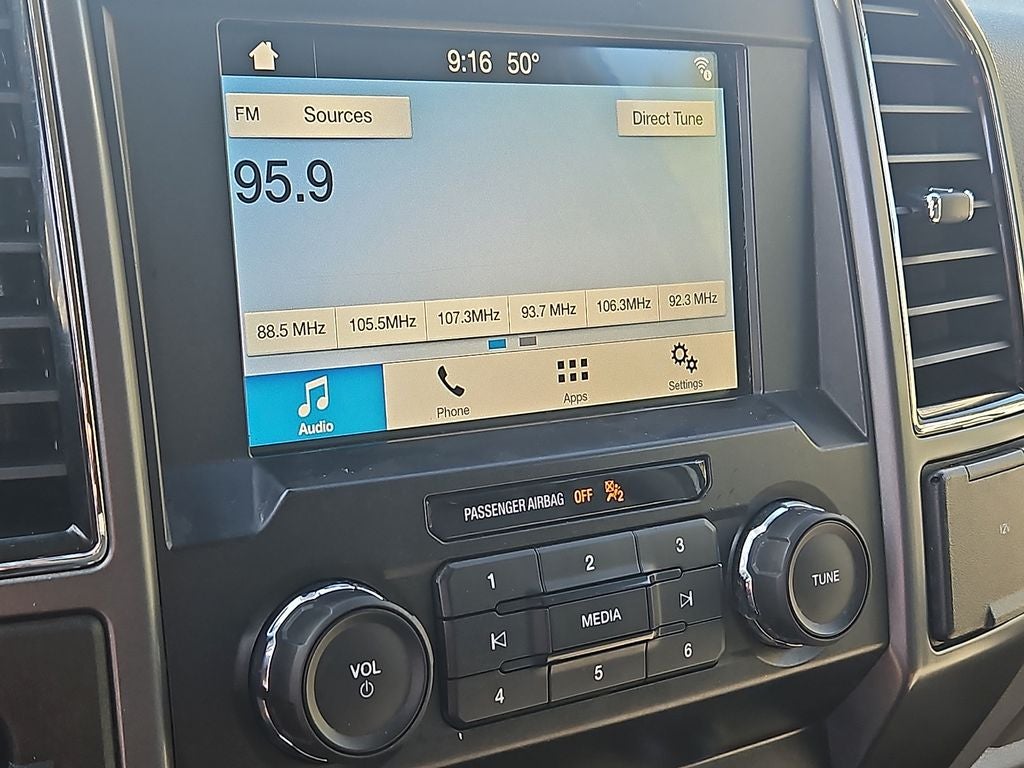 9:16 50°
FM Sources
Direct Tune
95.9
88.5 MHz 105.5MHz 107.3MHz 93.7 MHz 106.3MHz 92.3 MHz
Audio Phone Apps Settings
PASSENGER AIRBAG OFF 2
1 2 3
MEDIA
4 5 6
VOL
TUNE
12V